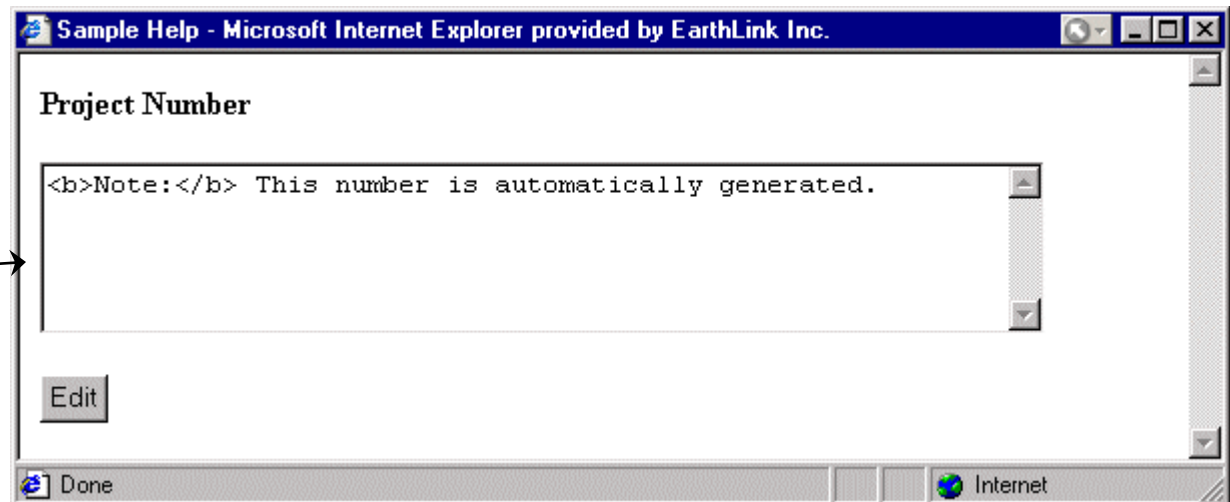 Sample Help - Microsoft Internet Explorer provided by EarthLink Inc.
Project Number
<b>Note:</b> This number is automatically generated.
Edit
Done
Internet